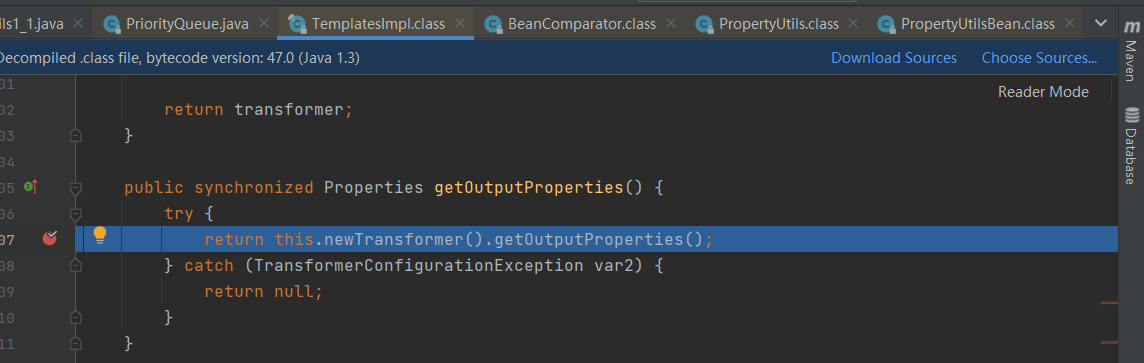 ils1_1.java PriorityQueue.java TemplatesImpl.class BeanComparator.class PropertyUtils.class PropertyUtilsBean.class
Decompiled .class file, bytecode version: 47.0 (Java 1.3) Download Sources Choose Sources...
Reader Mode
01
02 return transformer;
03 }
04
05 public synchronized Properties getOutputProperties() {
06 try {
07 return this.newTransformer().getOutputProperties();
08 } catch (TransformerConfigurationException var2) {
09 return null;
10 }
11 }
m
Maven
Database